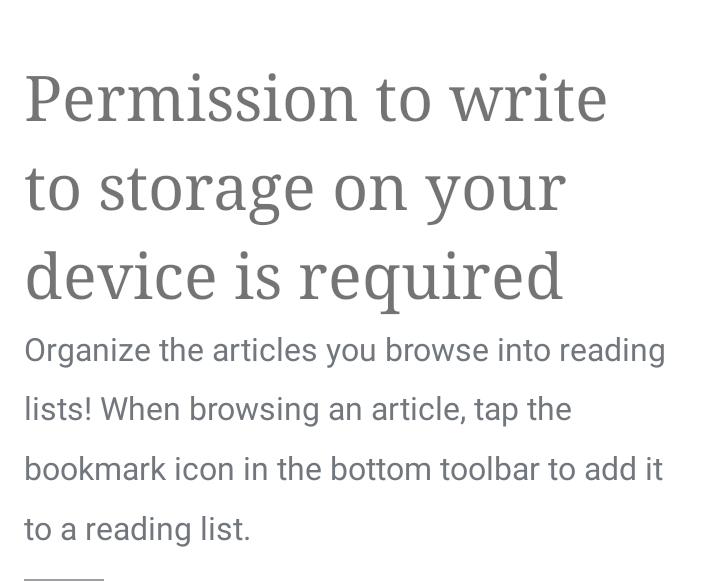 Permission to write
to storage on your
device is required
Organize the articles you browse into reading
lists! When browsing an article, tap the
bookmark icon in the bottom toolbar to add it
to a reading list.